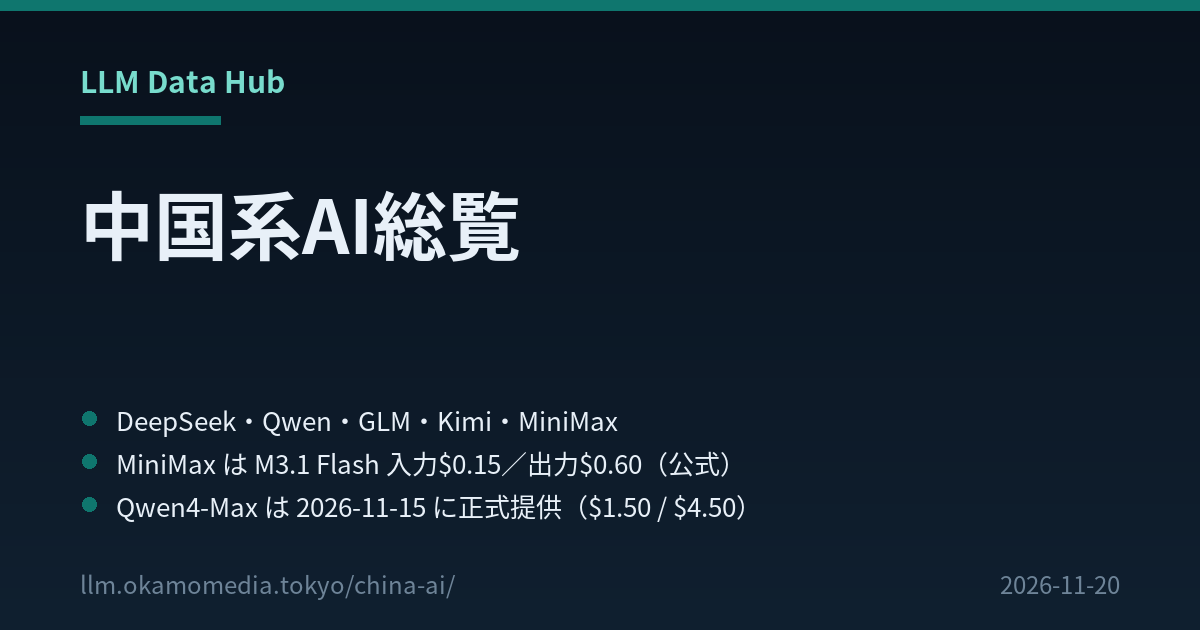 LLM Data Hub
中国系AI総覧
DeepSeek・Qwen・GLM・Kimi・MiniMax
MiniMax は M3.1 Flash 入力$0.15／出力$0.60（公式）
Qwen4-Max は 2026-11-15 に正式提供（$1.50 / $4.50）
llm.okamomedia.tokyo/china-ai/
2026-11-20